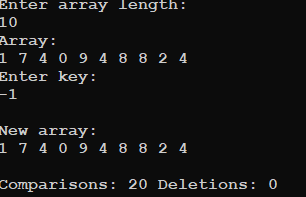 Enter array length:
10
Array:
1 7 4 0 9 4 8 8 2 4
Enter key:
-1
New array:
1 7 4 0 9 4 8 8 2 4
Comparisons: 20 Deletions: 0